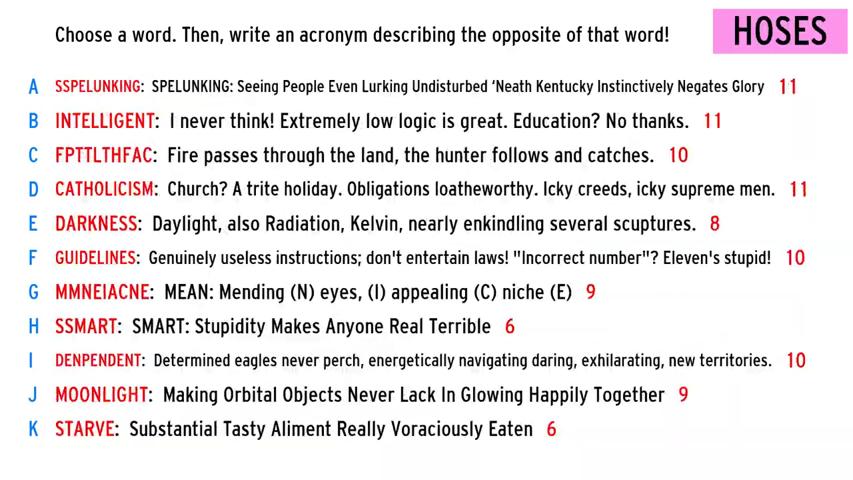 Choose a word. Then, write an acronym describing the opposite of that word!
HOSES
A SSPELUNKING: SPELUNKING: Seeing People Even Lurking Undisturbed ‘Neath Kentucky Instinctively Negates Glory 11
B INTELLIGENT: I never think! Extremely low logic is great. Education? No thanks. 11
C FPTTLTHFAC: Fire passes through the land, the hunter follows and catches. 10
D CATHOLICISM: Church? A trite holiday. Obligations loatheworthy. Icky creeds, icky supreme men. 11
E DARKNESS: Daylight, also Radiation, Kelvin, nearly enkindling several scuptures. 8
F GUIDELINES: Genuinely useless instructions; don't entertain laws! "Incorrect number"? Eleven's stupid! 10
G MMNEIACNE: MEAN: Mending (N) eyes, (I) appealing (C) niche (E) 9
H SSMART: SMART: Stupidity Makes Anyone Real Terrible 6
I DENPENDENT: Determined eagles never perch, energetically navigating daring, exhilarating, new territories. 10
J MOONLIGHT: Making Orbital Objects Never Lack In Glowing Happily Together 9
K STARVE: Substantial Tasty Aliment Really Voraciously Eaten 6